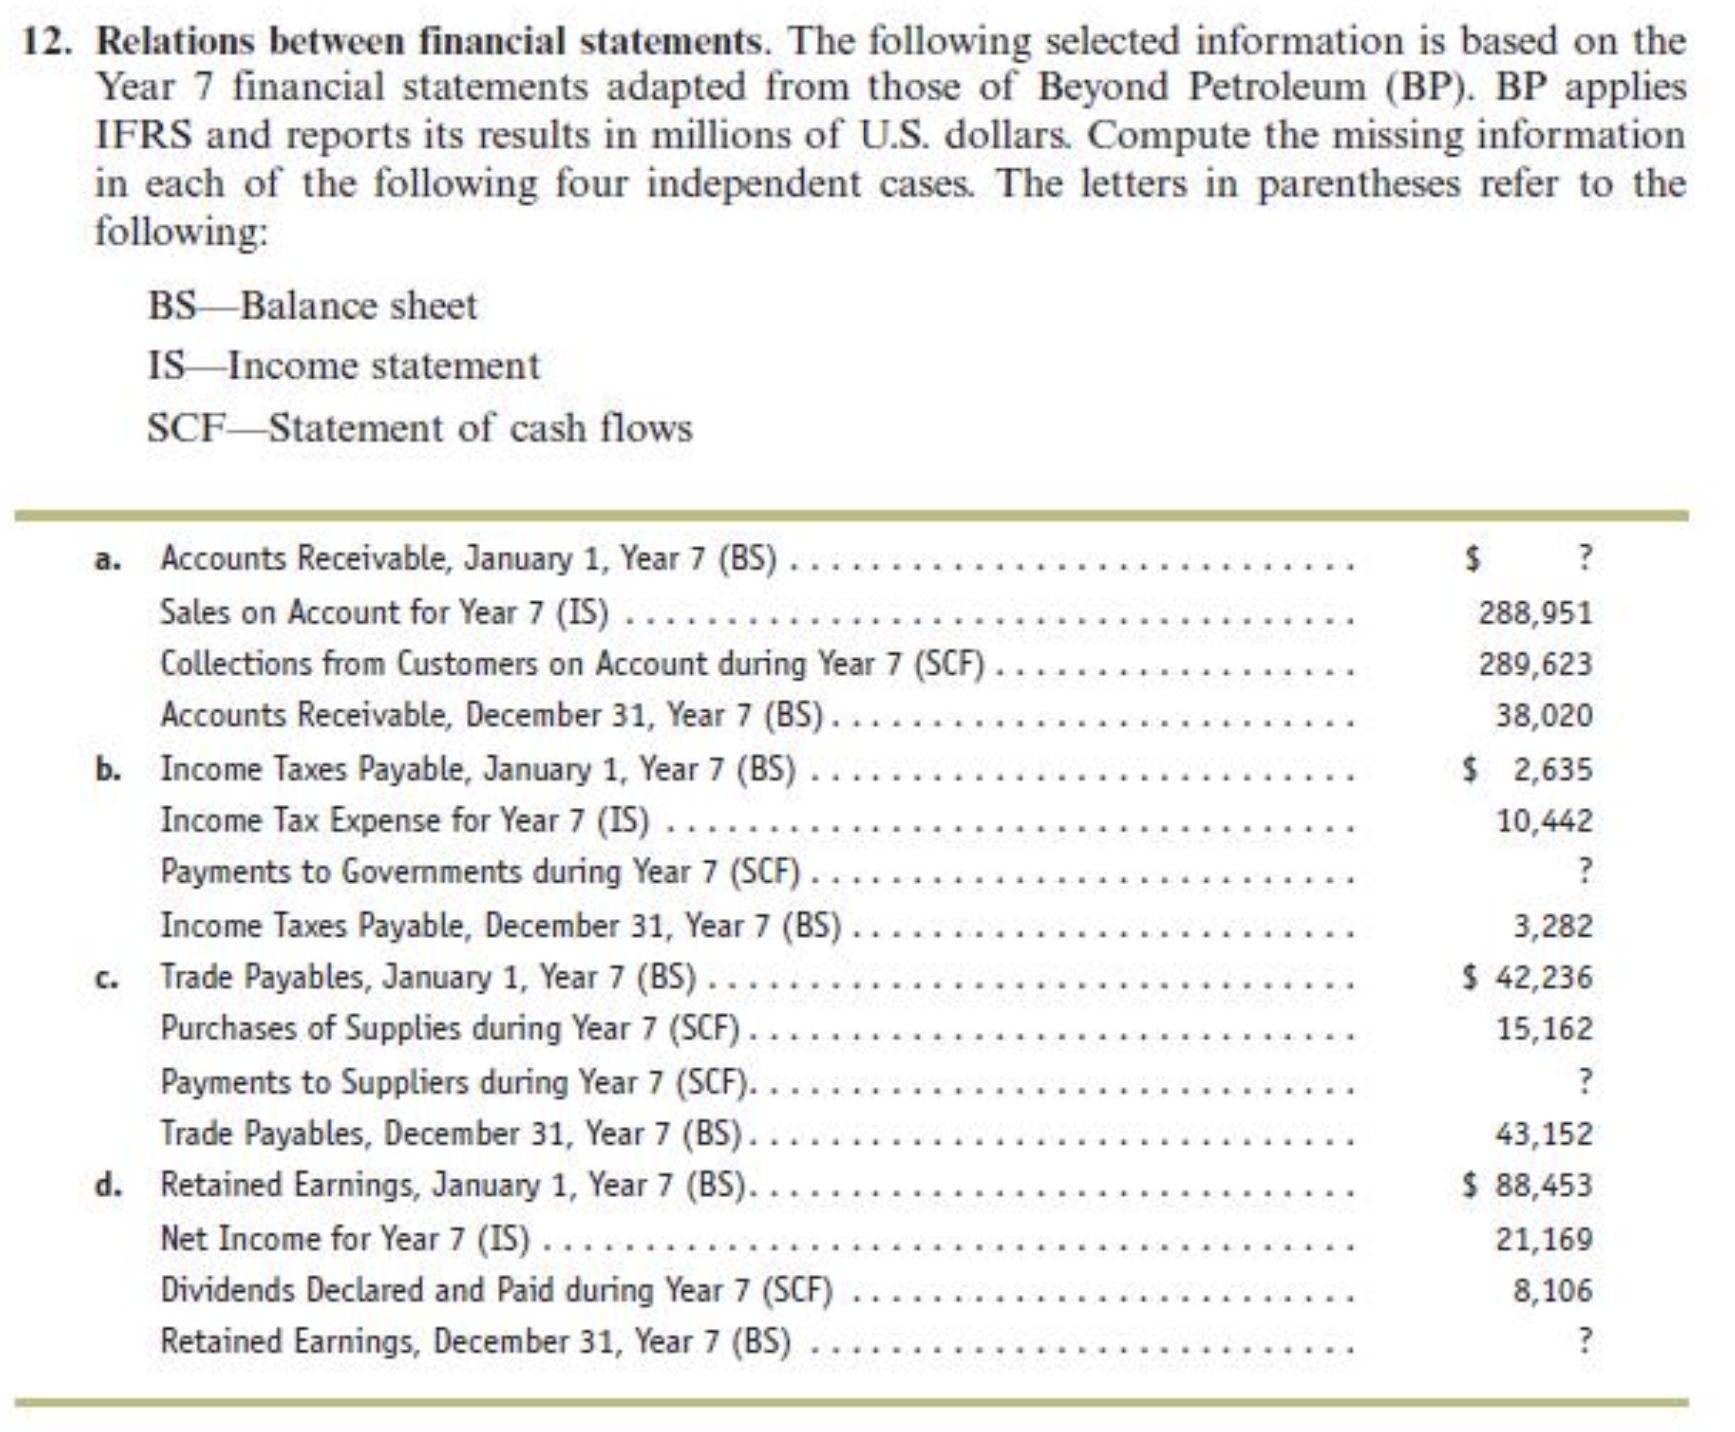 12. Relations between financial statements. The following selected information is based on the
Year 7 financial statements adapted from those of Beyond Petroleum (BP). BP applies
IFRS and reports its results in millions of U.S. dollars. Compute the missing information
in each of the following four independent cases. The letters in parentheses refer to the
following:
BS—Balance sheet
IS—Income statement
SCF—Statement of cash flows
a. Accounts Receivable, January 1, Year 7 (BS) . . . . . . . . . . . . . . . . . . . . . . . . . . . . $ ?
Sales on Account for Year 7 (IS) . . . . . . . . . . . . . . . . . . . . . . . . . . . . . . . . . . . . 288,951
Collections from Customers on Account during Year 7 (SCF) . . . . . . . . . . . . . . . . . . 289,623
Accounts Receivable, December 31, Year 7 (BS) . . . . . . . . . . . . . . . . . . . . . . . . . . 38,020
b. Income Taxes Payable, January 1, Year 7 (BS) . . . . . . . . . . . . . . . . . . . . . . . . . . . $ 2,635
Income Tax Expense for Year 7 (IS) . . . . . . . . . . . . . . . . . . . . . . . . . . . . . . . . . . 10,442
Payments to Governments during Year 7 (SCF) . . . . . . . . . . . . . . . . . . . . . . . . . . . ?
Income Taxes Payable, December 31, Year 7 (BS) . . . . . . . . . . . . . . . . . . . . . . . . . 3,282
c. Trade Payables, January 1, Year 7 (BS) . . . . . . . . . . . . . . . . . . . . . . . . . . . . . . . . $ 42,236
Purchases of Supplies during Year 7 (SCF) . . . . . . . . . . . . . . . . . . . . . . . . . . . . . . 15,162
Payments to Suppliers during Year 7 (SCF). . . . . . . . . . . . . . . . . . . . . . . . . . . . . . ?
Trade Payables, December 31, Year 7 (BS) . . . . . . . . . . . . . . . . . . . . . . . . . . . . . . 43,152
d. Retained Earnings, January 1, Year 7 (BS). . . . . . . . . . . . . . . . . . . . . . . . . . . . . . $ 88,453
Net Income for Year 7 (IS) . . . . . . . . . . . . . . . . . . . . . . . . . . . . . . . . . . . . . . . . 21,169
Dividends Declared and Paid during Year 7 (SCF) . . . . . . . . . . . . . . . . . . . . . . . . . 8,106
Retained Earnings, December 31, Year 7 (BS) . . . . . . . . . . . . . . . . . . . . . . . . . . . ?